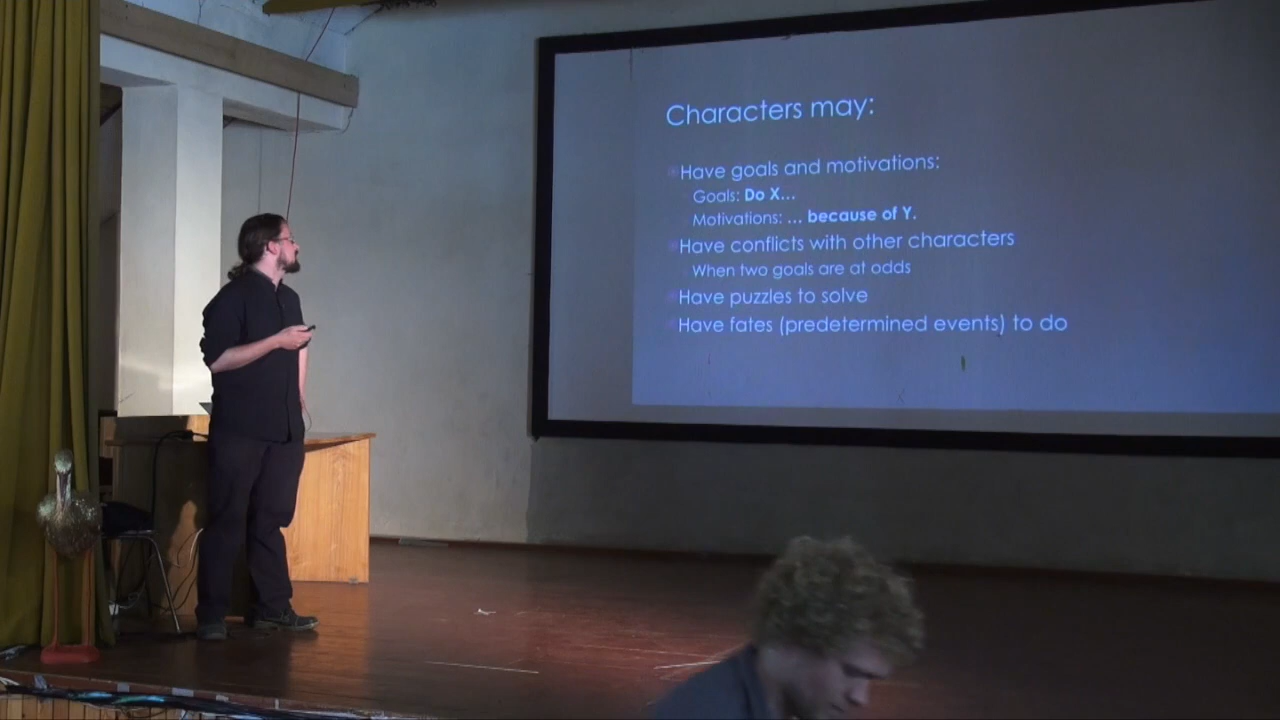 Characters may:
Have goals and motivations:
Goals: Do X...
Motivations: ... because of Y.
Have conflicts with other characters
When two goals are at odds
Have puzzles to solve
Have fates (predetermined events) to do